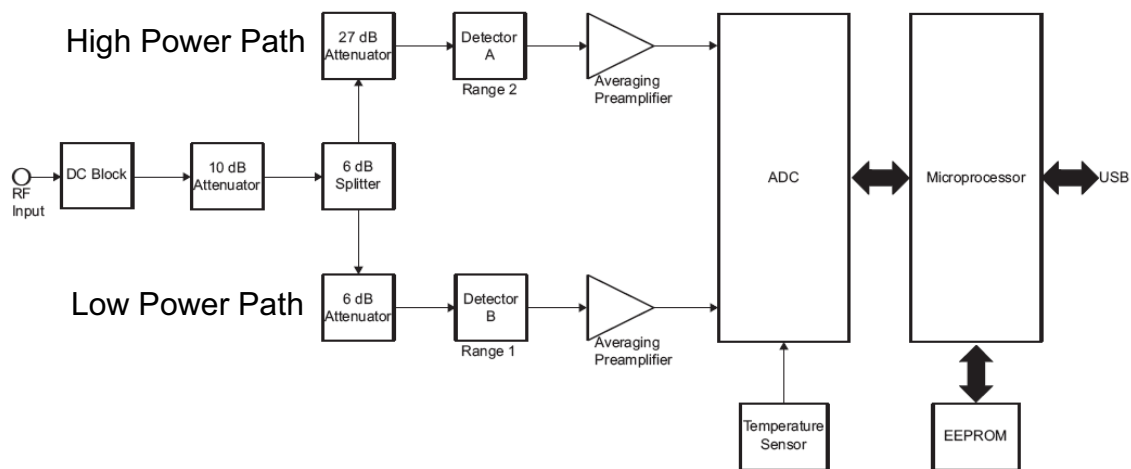 High Power Path
27 dB
Attenuator
Detector
A
Range 2
Averaging
Preamplifier
RF
Input
DC Block
10 dB
Attenuator
6 dB
Splitter
ADC
Microprocessor
USB
Low Power Path
6 dB
Attenuator
Detector
B
Range 1
Averaging
Preamplifier
Temperature
Sensor
EEPROM